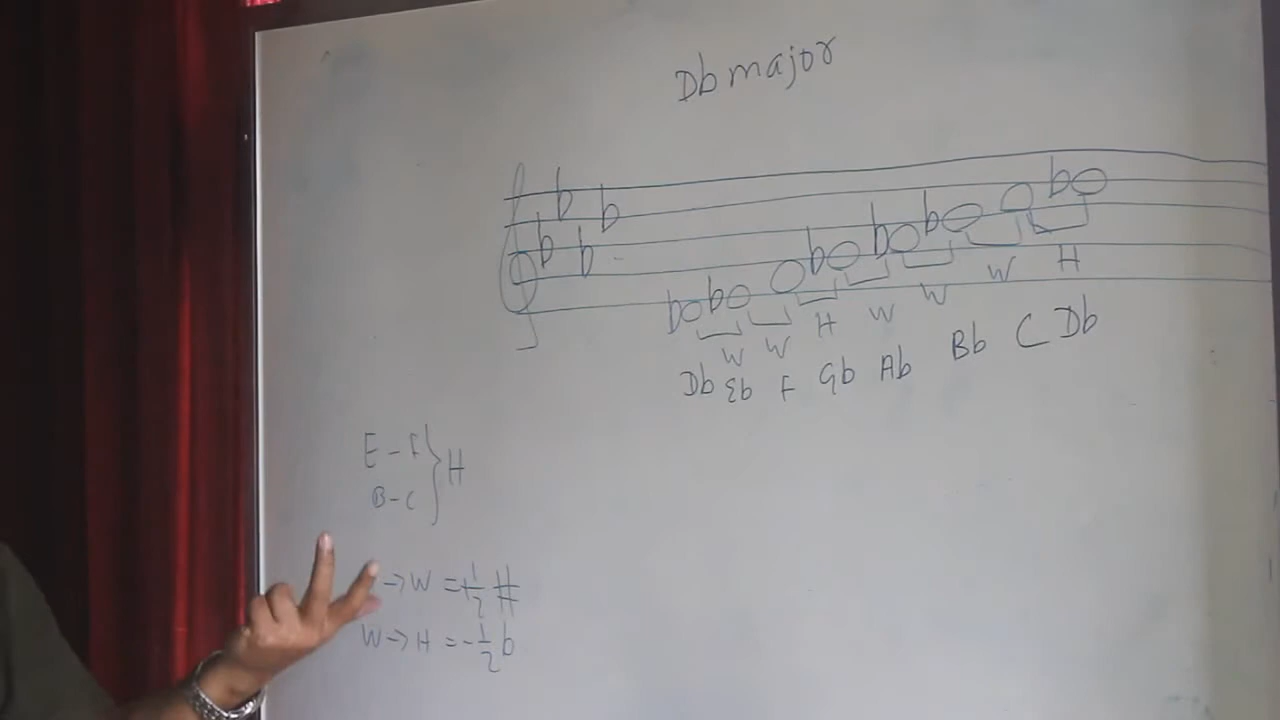 Db major
b b b b
b b b b b b
W W H W W W H
Db Eb F Gb Ab Bb C Db
E - F } H
B - C
→ W = + 1/2 #
W → H = - 1/2 b